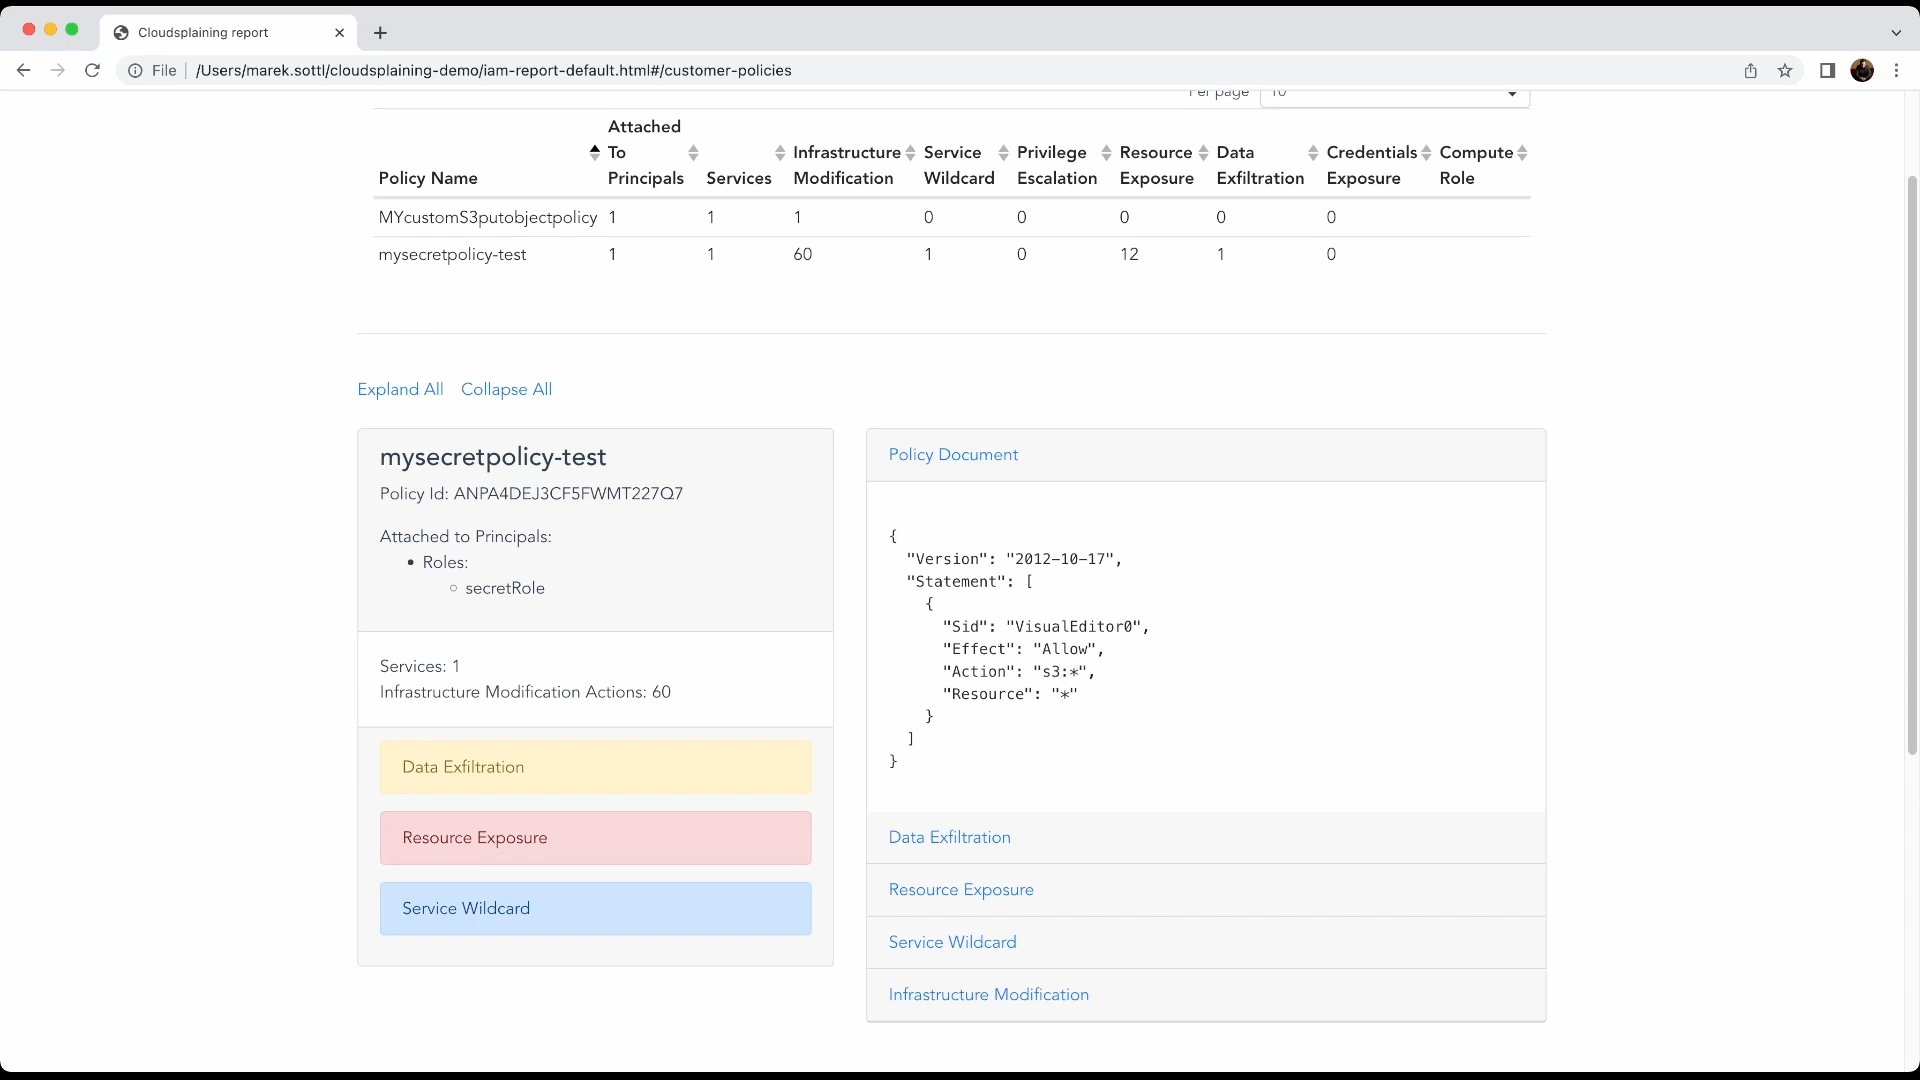 Cloudsplaining report
File
/Users/marek.sottl/cloudsplaining-demo/iam-report-default.html#/customer-policies
Per page 10
Policy Name Attached To Principals Services Infrastructure Modification Service Wildcard Privilege Escalation Resource Exposure Data Exfiltration Credentials Exposure Compute Role
MYcustomS3putobjectpolicy 1 1 1 0 0 0 0 0
mysecretpolicy-test 1 1 60 1 0 12 1 0
Expland All Collapse All
mysecretpolicy-test
Policy Id: ANPA4DEJ3CF5FWMT227Q7
Attached to Principals:
Roles:
secretRole
Services: 1
Infrastructure Modification Actions: 60
Data Exfiltration
Resource Exposure
Service Wildcard
Policy Document
{
"Version": "2012-10-17",
"Statement": [
{
"Sid": "VisualEditor0",
"Effect": "Allow",
"Action": "s3:*",
"Resource": "*"
}
]
}
Data Exfiltration
Resource Exposure
Service Wildcard
Infrastructure Modification